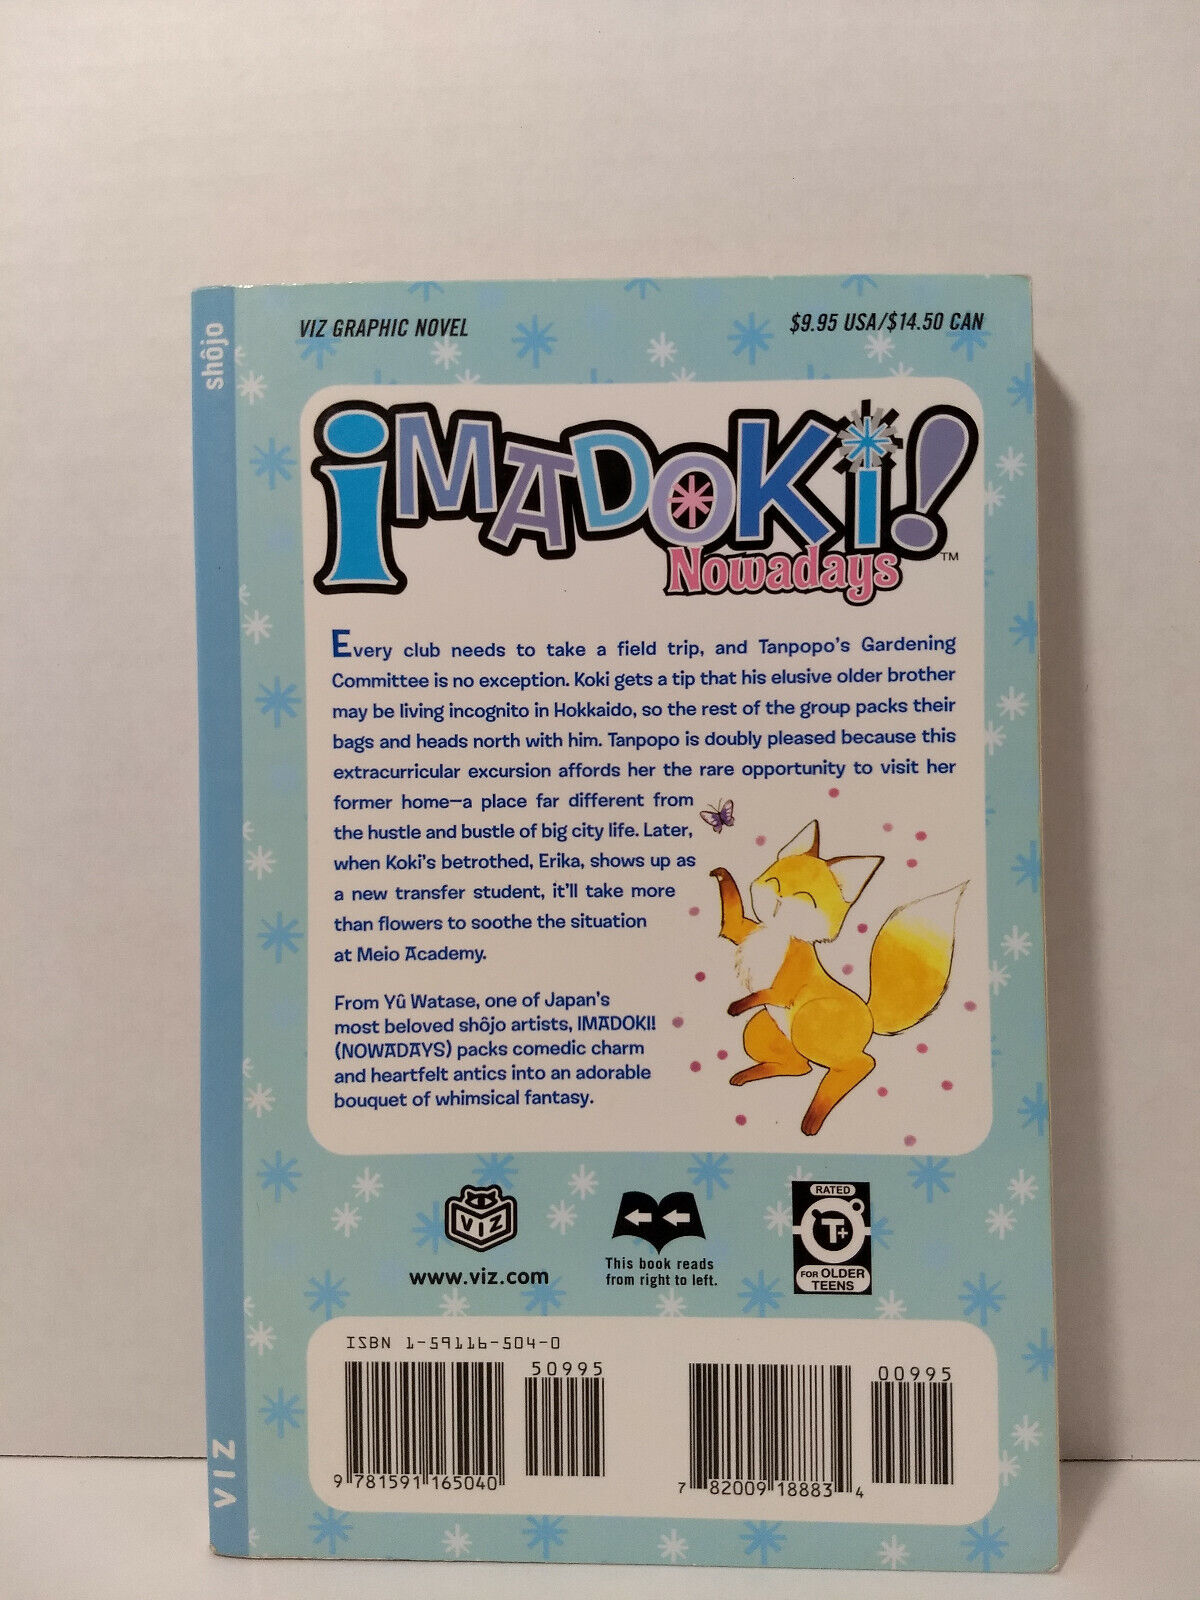 shôjo
VIZ GRAPHIC NOVEL
$9.95 USA/$14.50 CAN
iMADOKi!
Nowadays
TM
Every club needs to take a field trip, and Tanpopo's Gardening
Committee is no exception. Koki gets a tip that his elusive older brother
may be living incognito in Hokkaido, so the rest of the group packs their
bags and heads north with him. Tanpopo is doubly pleased because this
extracurricular excursion affords her the rare opportunity to visit her
former home—a place far different from
the hustle and bustle of big city life. Later,
when Koki's betrothed, Erika, shows up as
a new transfer student, it'll take more
than flowers to soothe the situation
at Meio Academy.
From Yû Watase, one of Japan's
most beloved shôjo artists, IMADOKI!
(NOWADAYS) packs comedic charm
and heartfelt antics into an adorable
bouquet of whimsical fantasy.
VIZ
www.viz.com
This book reads
from right to left.
RATED
T+
FOR OLDER
TEENS
ISBN 1-59116-504-0
50995
9 781591 165040
00995
7 82009 18883 4
VIZ